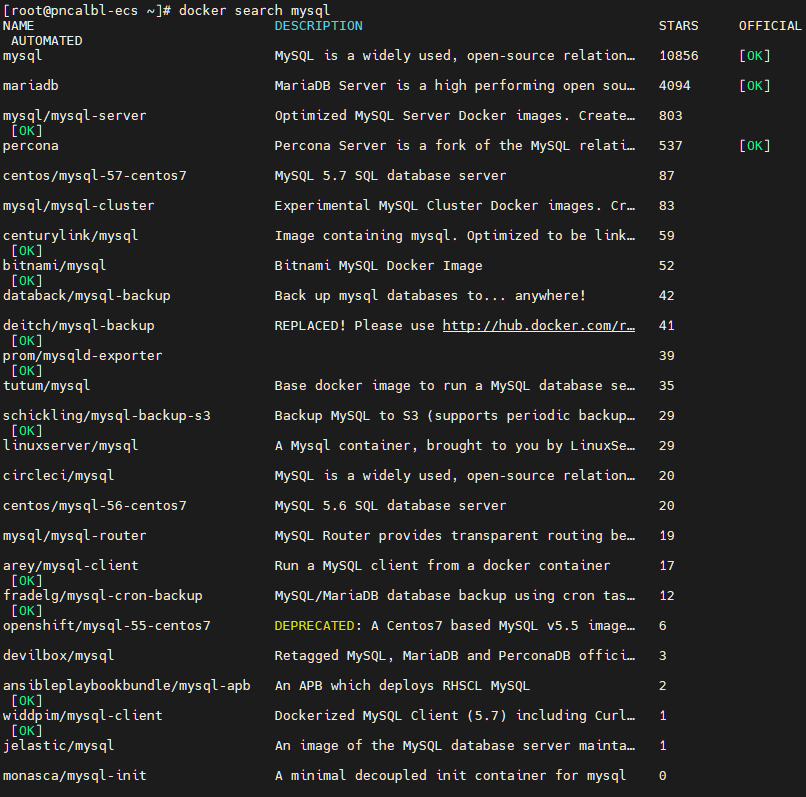 [root@pncalbl-ecs ~]# docker search mysql
NAME DESCRIPTION STARS OFFICIAL
AUTOMATED
mysql MySQL is a widely used, open-source relation… 10856 [OK]
mariadb MariaDB Server is a high performing open sou… 4094 [OK]
mysql/mysql-server Optimized MySQL Server Docker images. Create… 803
[OK]
percona Percona Server is a fork of the MySQL relati… 537 [OK]
centos/mysql-57-centos7 MySQL 5.7 SQL database server 87
mysql/mysql-cluster Experimental MySQL Cluster Docker images. Cr… 83
centurylink/mysql Image containing mysql. Optimized to be link… 59
[OK]
bitnami/mysql Bitnami MySQL Docker Image 52
[OK]
databack/mysql-backup Back up mysql databases to... anywhere! 42
deitch/mysql-backup REPLACED! Please use http://hub.docker.com/r… 41
[OK]
prom/mysqld-exporter 39
[OK]
tutum/mysql Base docker image to run a MySQL database se… 35
schickling/mysql-backup-s3 Backup MySQL to S3 (supports periodic backup… 29
[OK]
linuxserver/mysql A Mysql container, brought to you by LinuxSe… 29
circleci/mysql MySQL is a widely used, open-source relation… 20
centos/mysql-56-centos7 MySQL 5.6 SQL database server 20
mysql/mysql-router MySQL Router provides transparent routing be… 19
arey/mysql-client Run a MySQL client from a docker container 17
[OK]
fradelg/mysql-cron-backup MySQL/MariaDB database backup using cron tas… 12
[OK]
openshift/mysql-55-centos7 DEPRECATED: A Centos7 based MySQL v5.5 image… 6
devilbox/mysql Retagged MySQL, MariaDB and PerconaDB offici… 3
ansibleplaybookbundle/mysql-apb An APB which deploys RHSCL MySQL 2
[OK]
widdpim/mysql-client Dockerized MySQL Client (5.7) including Curl… 1
[OK]
jelastic/mysql An image of the MySQL database server mainta… 1
monasca/mysql-init A minimal decoupled init container for mysql 0